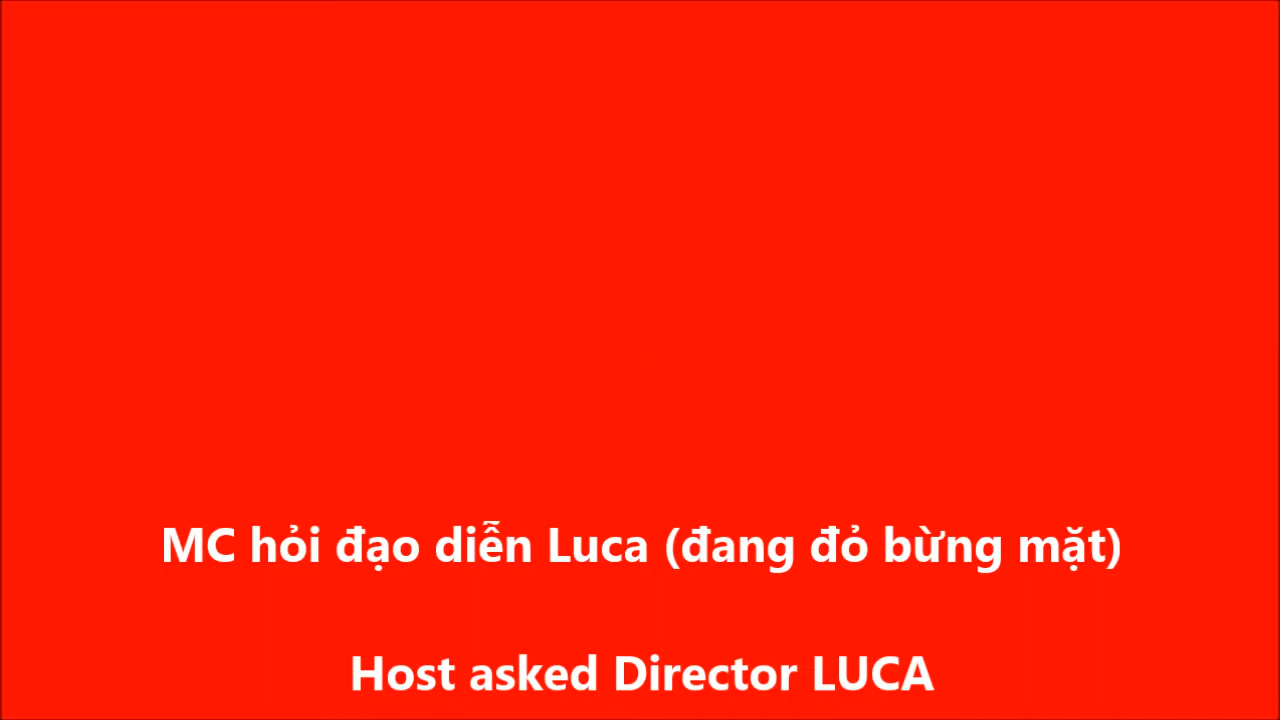 MC hỏi đạo diễn Luca (đang đỏ bừng mặt)
Host asked Director LUCA